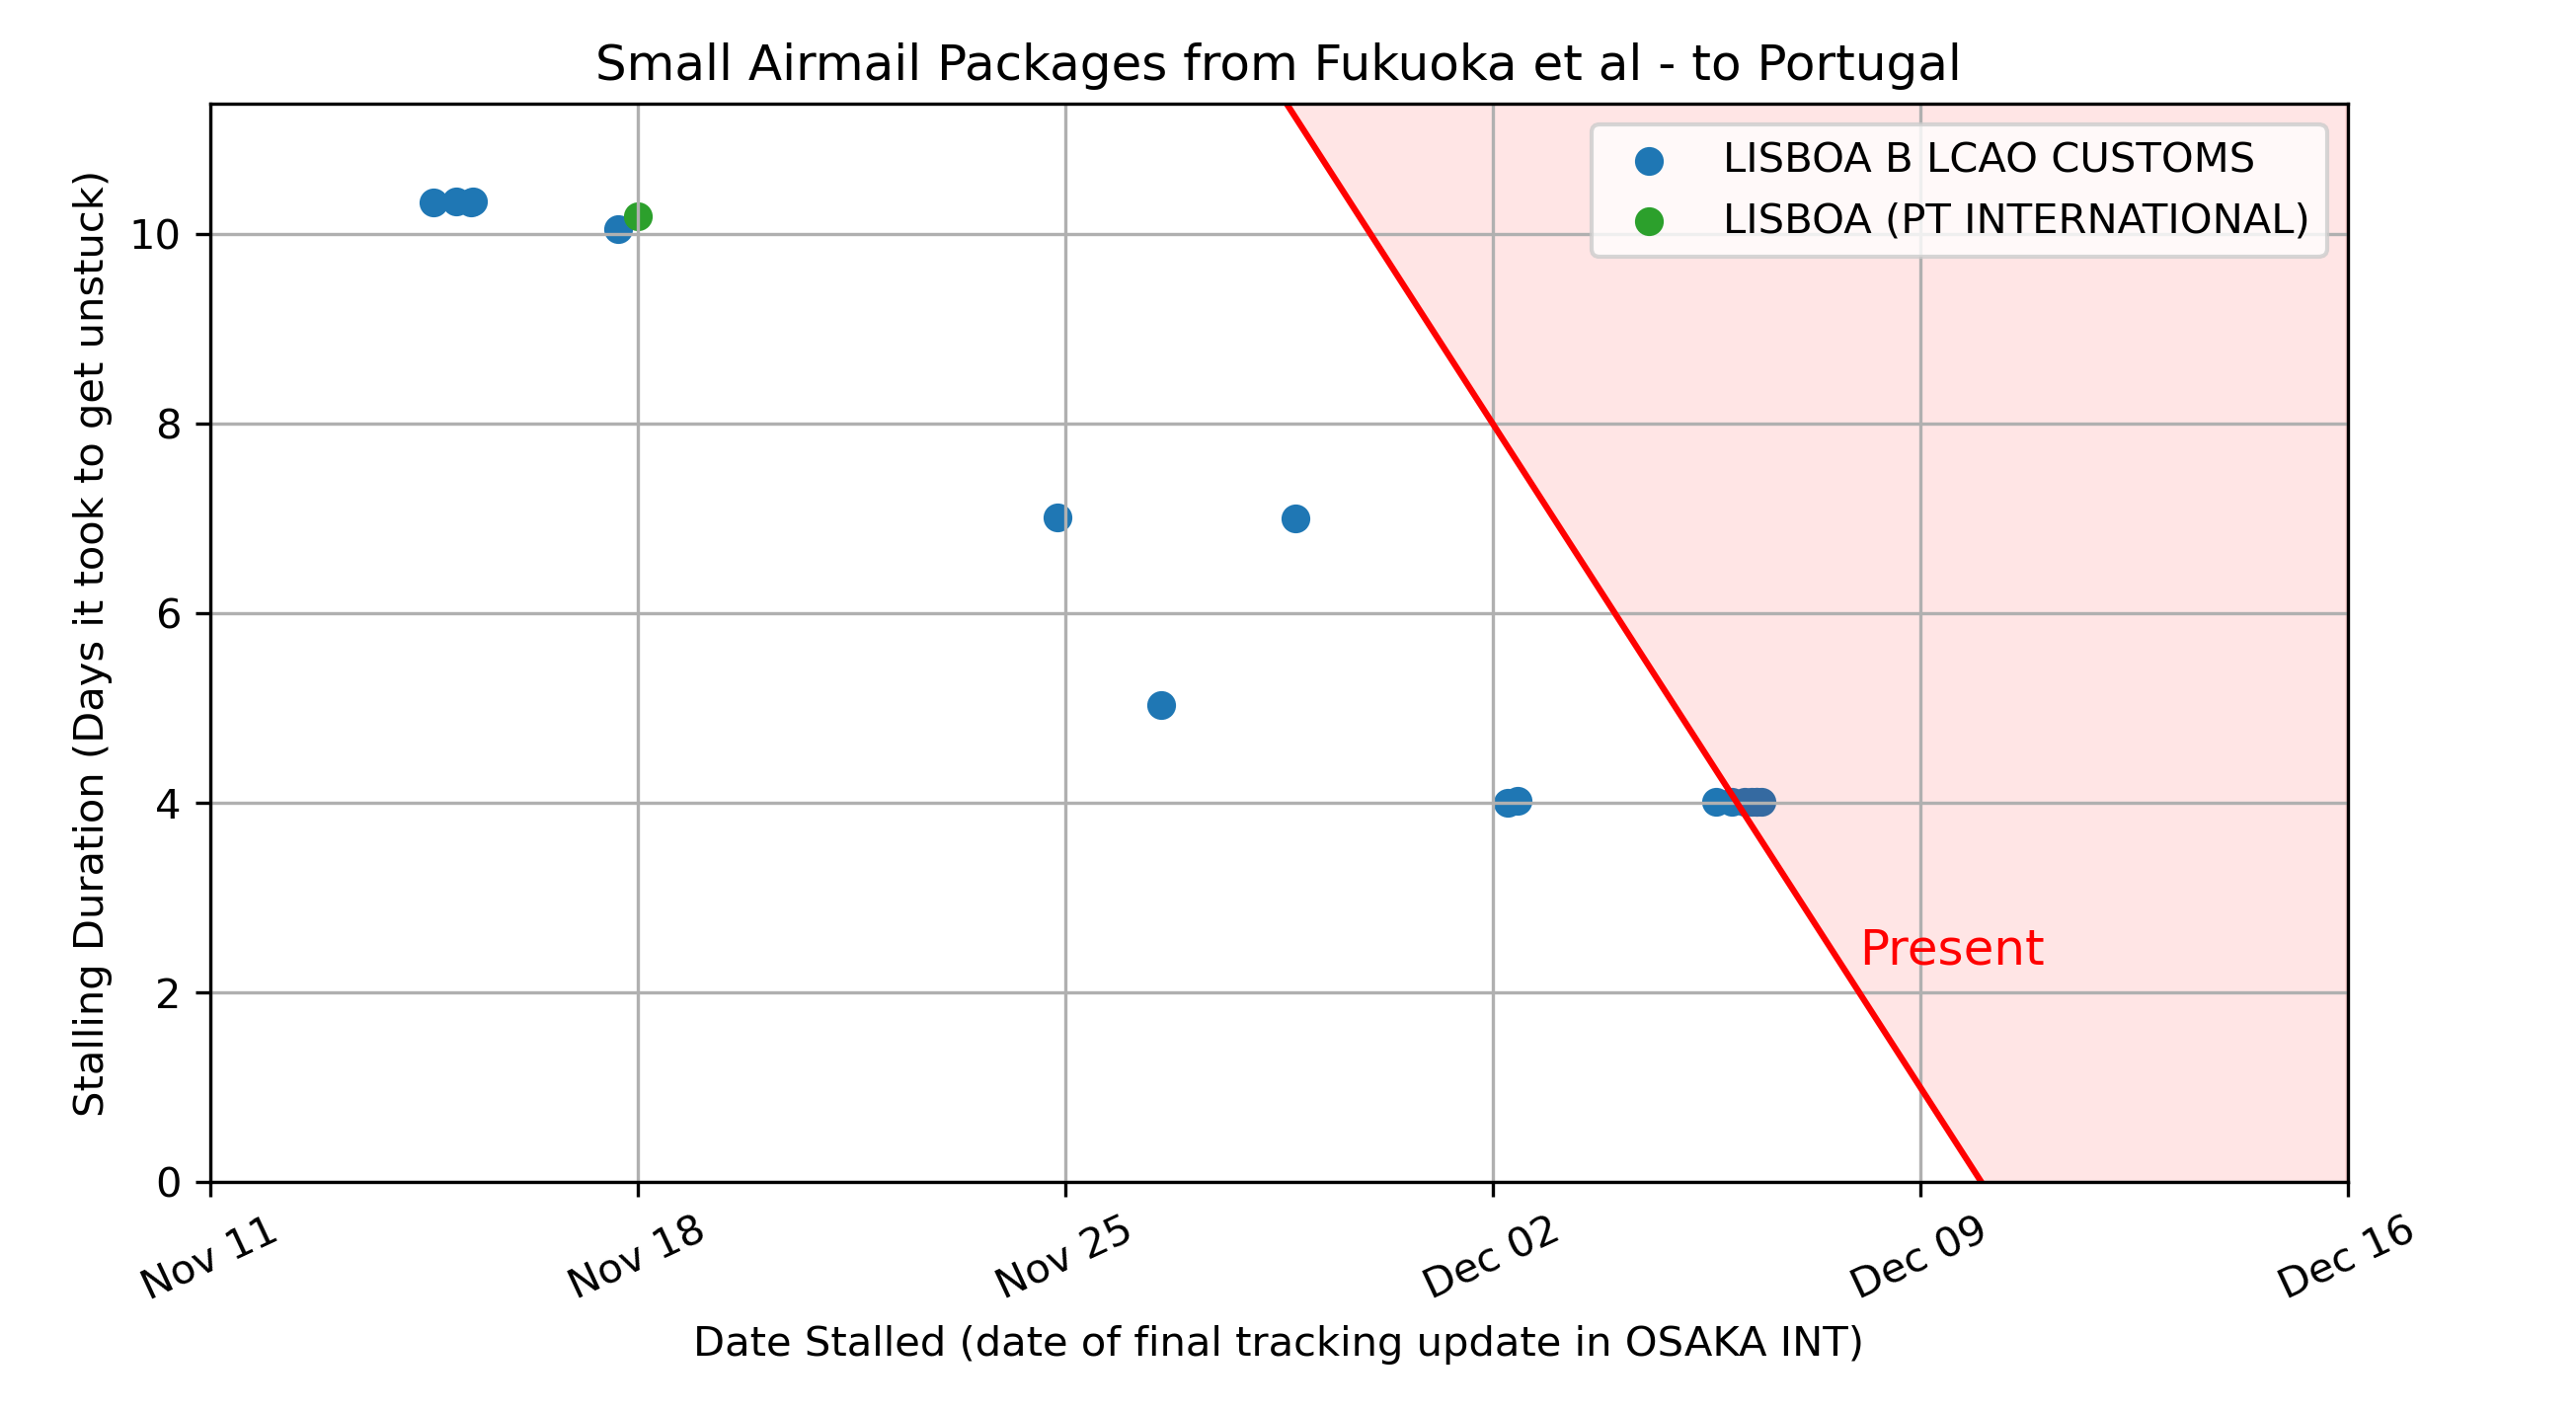 Small Airmail Packages from Fukuoka et al - to Portugal
LISBOA B LCAO CUSTOMS
LISBOA (PT INTERNATIONAL)
Stalling Duration (Days it took to get unstuck)
10
8
6
4
2
0
Present
Nov 11
Nov 18
Nov 25
Dec 02
Dec 09
Dec 16
Date Stalled (date of final tracking update in OSAKA INT)